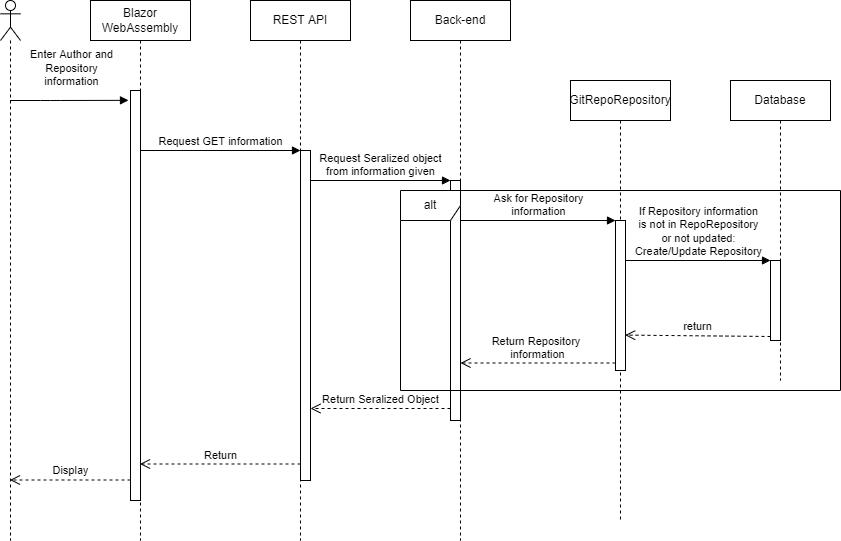 Blazor
WebAssembly
REST API
Back-end
Enter Author and
Repository
information
GitRepoRepository
Database
Request GET information
Request Seralized object
from information given
alt
Ask for Repository
information
If Repository information
is not in RepoRepository
or not updated:
Create/Update Repository
return
Return Repository
information
Return Seralized Object
Return
Display